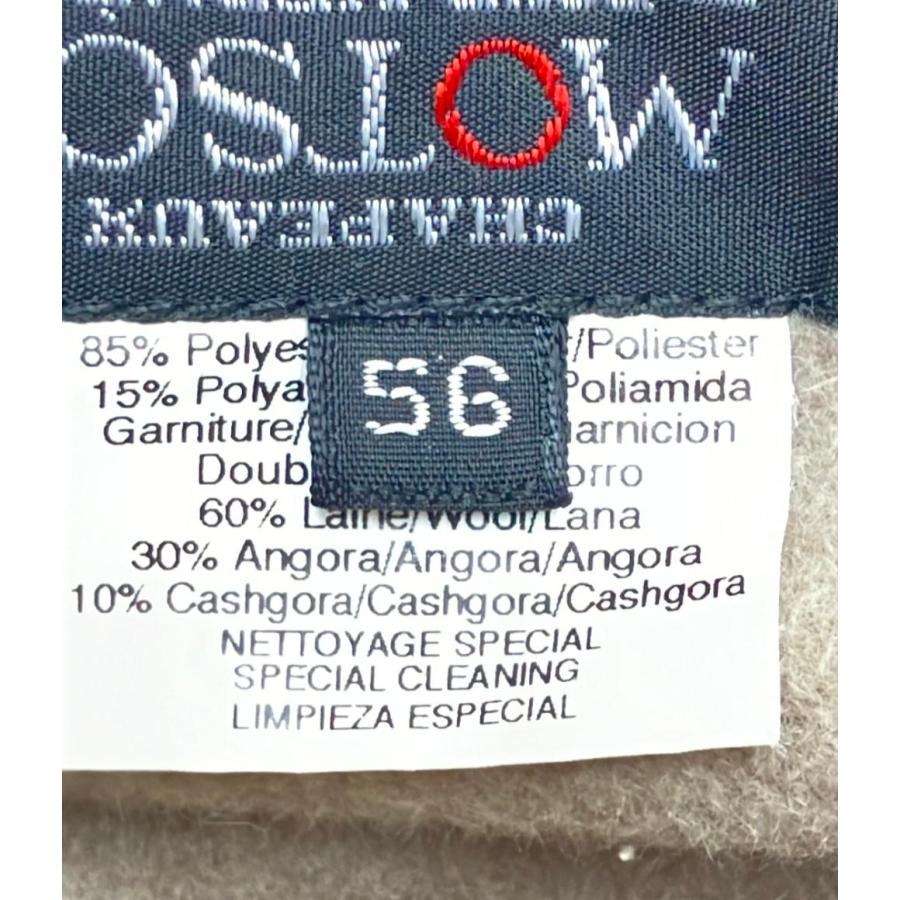 CHAPEAUX
MOTSC
56
85% Polyes /Poliester
15% Polya Poliamida
Garniture/ arnicion
Doub orro
60% Laine/Wool/Lana
30% Angora/Angora/Angora
10% Cashgora/Cashgora/Cashgora
NETTOYAGE SPECIAL
SPECIAL CLEANING
LIMPIEZA ESPECIAL